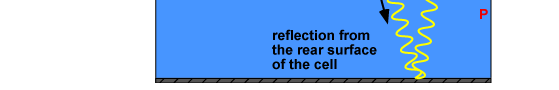 P
reflection from
the rear surface
of the cell